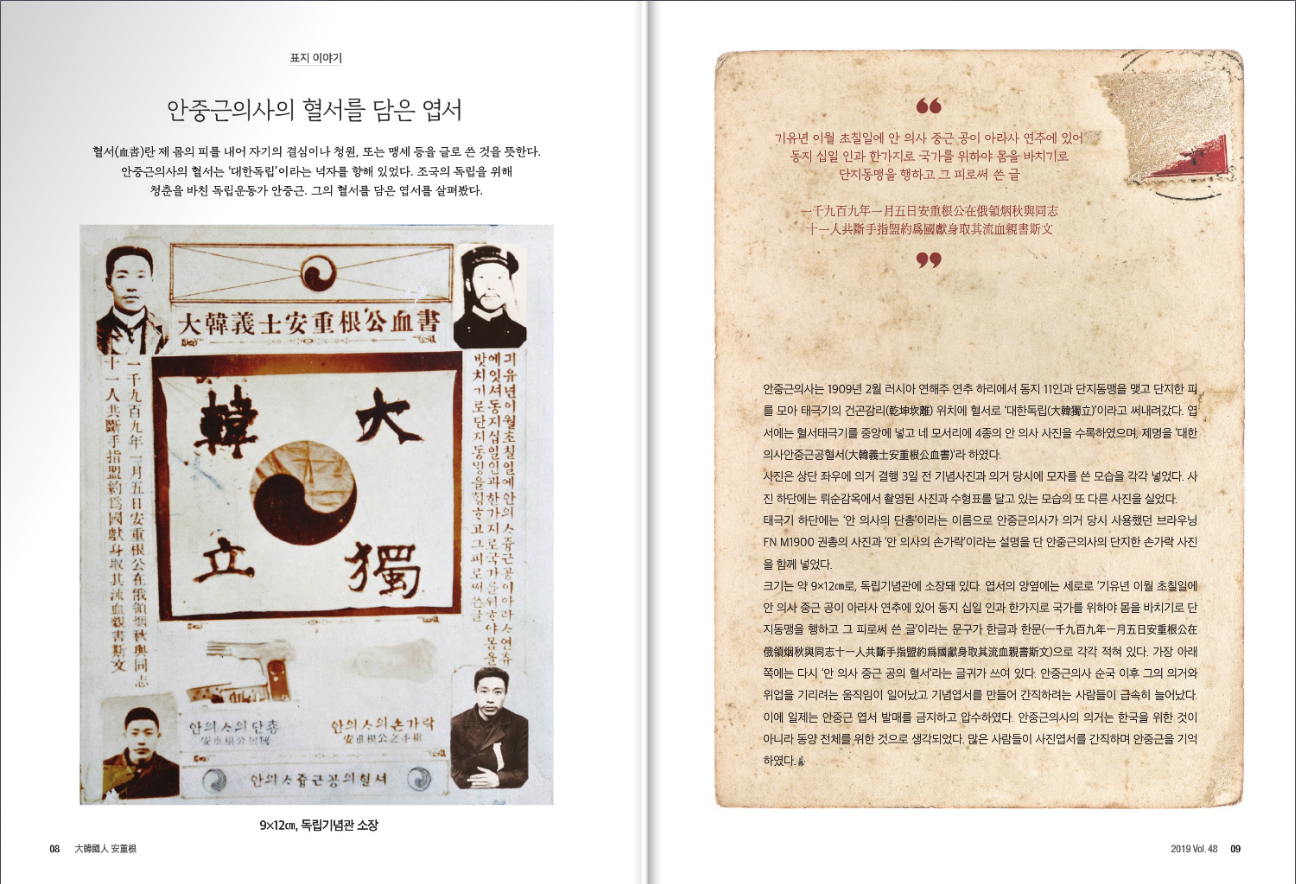 표지 이야기
안중근의사의 혈서를 담은 엽서
혈서(血書)란 제 몸의 피를 내어 자기의 결심이나 청원, 또는 맹세 등을 글로 쓴 것을 뜻한다.
안중근의사의 혈서는 ‘대한독립’이라는 넉자를 향해 있었다. 조국의 독립을 위해
청춘을 바친 독립운동가 안중근. 그의 혈서를 담은 엽서를 살펴봤다.
大韓義士安重根公血書
긔유년이월초칠일에안의ᄉ즁근공이아라ᄉ연츄
에잇셔동지십일인과한가지로국가를위ᄒ야몸을
밧치기로단지동밍을힝ᄒ고그피로써쓴글
大
韓
獨
立
一千九百九年一月五日安重根公在俄領烟秋與同志
十一人共斷手指盟約爲國獻身取其流血親書斯文
안의ᄉ의단총
안의ᄉ의손가락
安重根公之手指
안의ᄉ즁근공의혈셔
9×12㎝, 독립기념관 소장
08 大韓國人 安重根
❝
기유년 이월 초칠일에 안 의사 중근 공이 아라사 연추에 있어
동지 십일 인과 한가지로 국가를 위하야 몸을 바치기로
단지동맹을 행하고 그 피로써 쓴 글
一千九百九年一月五日安重根公在俄領烟秋與同志
十一人共斷手指盟約爲國獻身取其流血親書斯文
❞
안중근의사는 1909년 2월 러시아 연해주 연추 하리에서 동지 11인과 단지동맹을 맺고 단지한 피
를 모아 태극기의 건곤감리(乾坤坎離) 위치에 혈서로 ‘대한독립(大韓獨立)’이라고 써내려갔다. 엽
서에는 혈서태극기를 중앙에 넣고 네 모서리에 4종의 안 의사 사진을 수록하였으며, 제명을 ‘대한
의사안중근공혈서(大韓義士安重根公血書)’라 하였다.
사진은 상단 좌우에 의거 결행 3일 전 기념사진과 의거 당시에 모자를 쓴 모습을 각각 넣었다. 사
진 하단에는 뤼순감옥에서 촬영된 사진과 수형표를 달고 있는 모습의 또 다른 사진을 실었다.
태극기 하단에는 ‘안 의사의 단총’이라는 이름으로 안중근의사가 의거 당시 사용했던 브라우닝
FN M1900 권총의 사진과 ‘안 의사의 손가락’이라는 설명을 단 안중근의사의 단지한 손가락 사진
을 함께 넣었다.
크기는 약 9×12㎝로, 독립기념관에 소장돼 있다. 엽서의 양옆에는 세로로 ‘기유년 이월 초칠일에
안 의사 중근 공이 아라사 연추에 있어 동지 십일 인과 한가지로 국가를 위하야 몸을 바치기로 단
지동맹을 행하고 그 피로써 쓴 글’이라는 문구가 한글과 한문(一千九百九年一月五日安重根公在
俄領烟秋與同志十一人共斷手指盟約爲國獻身取其流血親書斯文)으로 각각 적혀 있다. 가장 아래
쪽에는 다시 ‘안 의사 중근 공의 혈서’라는 글귀가 쓰여 있다. 안중근의사 순국 이후 그의 의거와
위업을 기리려는 움직임이 일어났고 기념엽서를 만들어 간직하려는 사람들이 급속히 늘어났다.
이에 일제는 안중근 엽서 발매를 금지하고 압수하였다. 안중근의사의 의거는 한국을 위한 것이
아니라 동양 전체를 위한 것으로 생각되었다. 많은 사람들이 사진엽서를 간직하며 안중근을 기억
하였다.
2019 Vol. 48 09